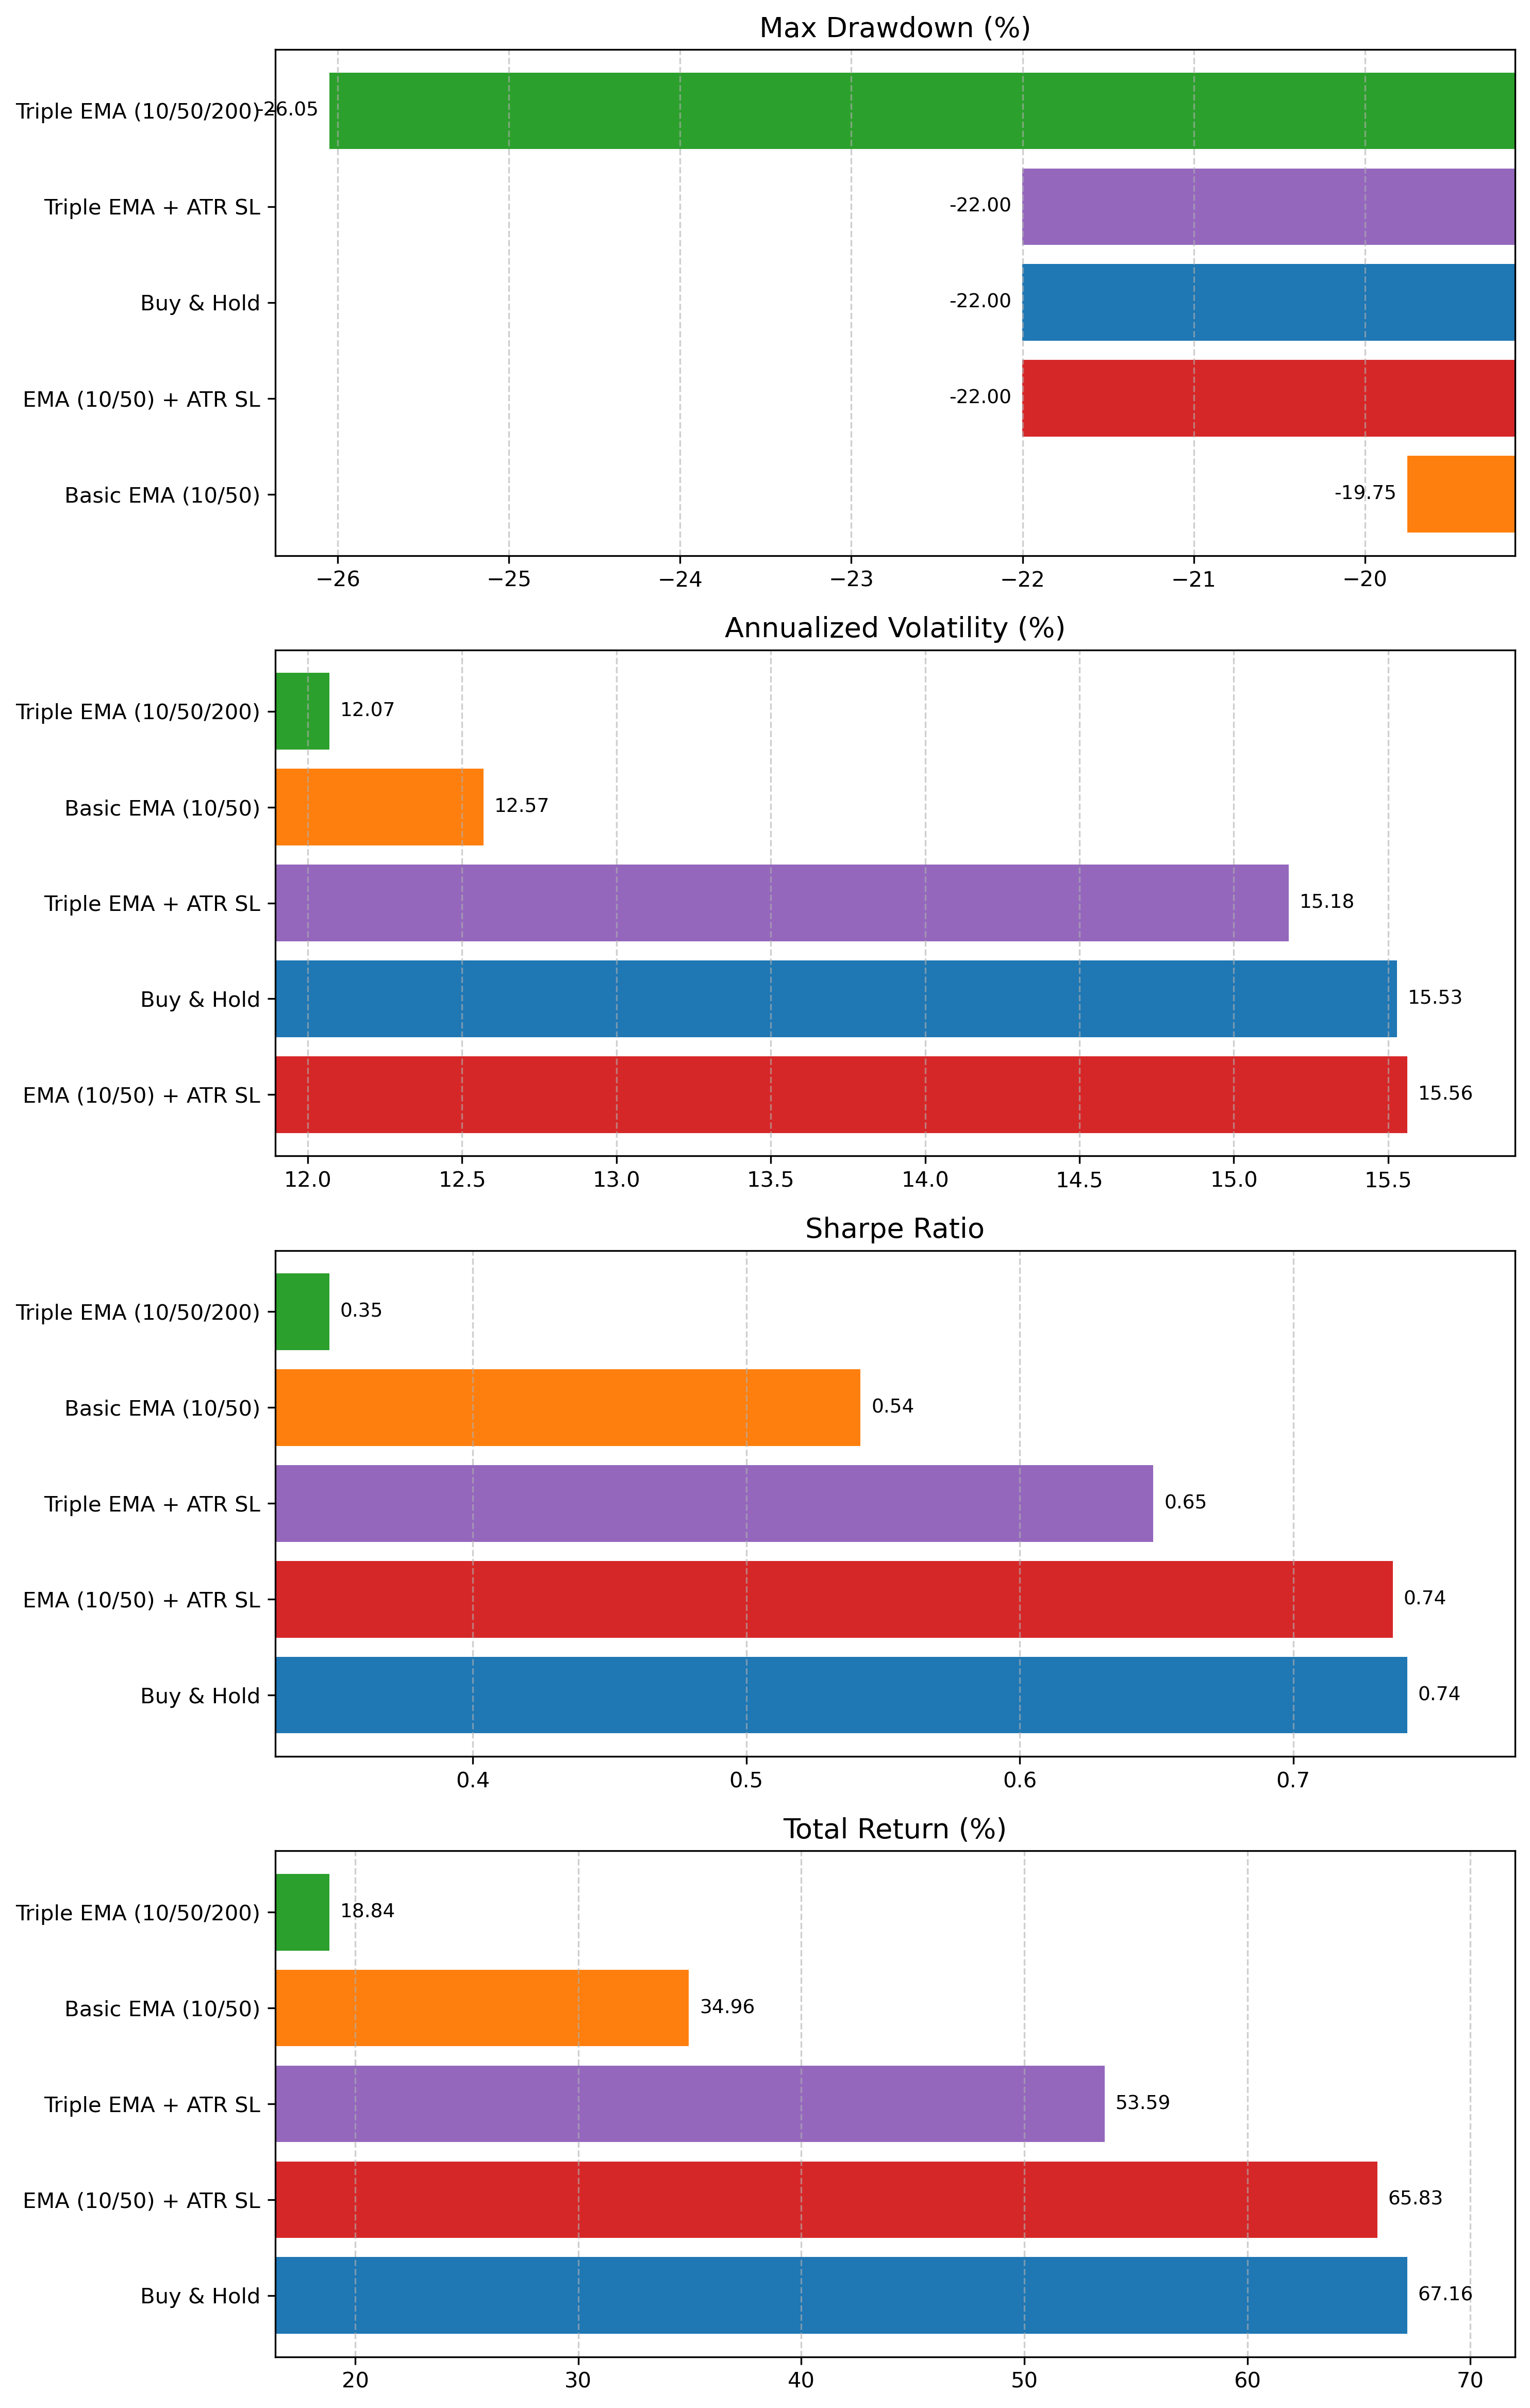 Max Drawdown (%)
Triple EMA (10/50/200) -26.05
Triple EMA + ATR SL -22.00
Buy & Hold -22.00
EMA (10/50) + ATR SL -22.00
Basic EMA (10/50) -19.75
−26 −25 −24 −23 −22 −21 −20
Annualized Volatility (%)
Triple EMA (10/50/200) 12.07
Basic EMA (10/50) 12.57
Triple EMA + ATR SL 15.18
Buy & Hold 15.53
EMA (10/50) + ATR SL 15.56
12.0 12.5 13.0 13.5 14.0 14.5 15.0 15.5
Sharpe Ratio
Triple EMA (10/50/200) 0.35
Basic EMA (10/50) 0.54
Triple EMA + ATR SL 0.65
EMA (10/50) + ATR SL 0.74
Buy & Hold 0.74
0.4 0.5 0.6 0.7
Total Return (%)
Triple EMA (10/50/200) 18.84
Basic EMA (10/50) 34.96
Triple EMA + ATR SL 53.59
EMA (10/50) + ATR SL 65.83
Buy & Hold 67.16
20 30 40 50 60 70